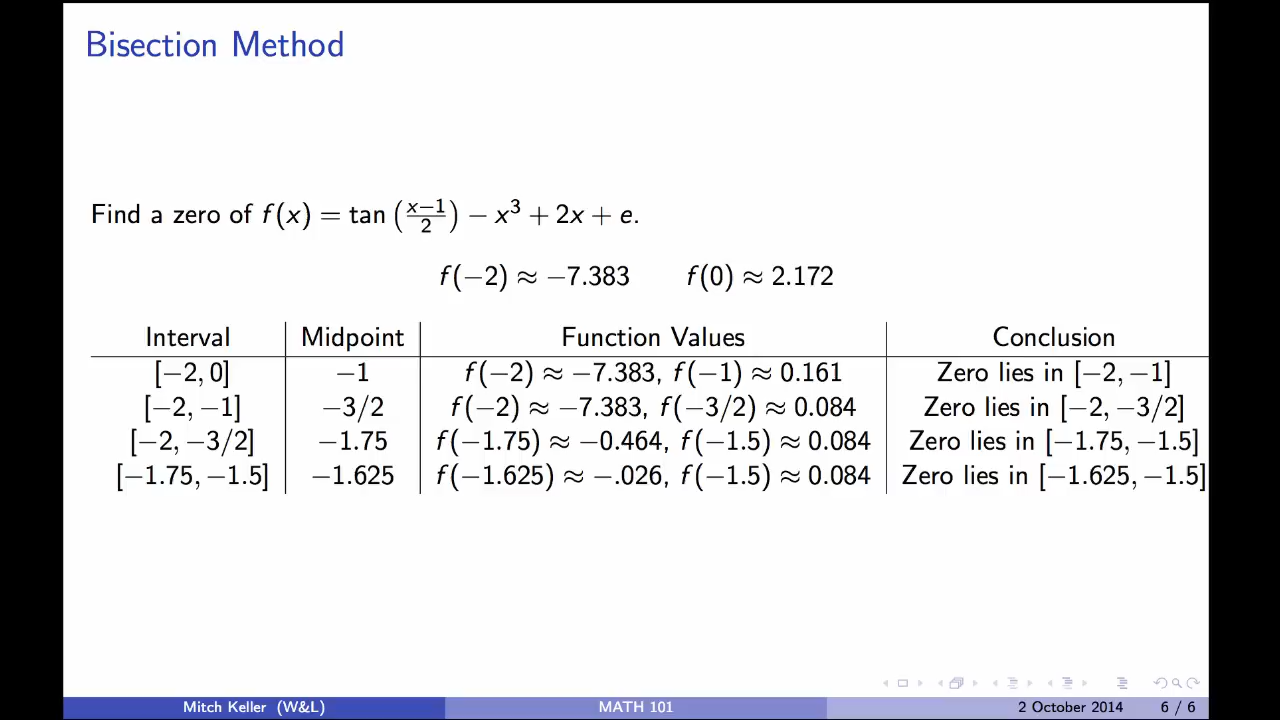 Bisection Method
Find a zero of f(x) = tan ((x−1)/2) − x³ + 2x + e.
f(−2) ≈ −7.383 f(0) ≈ 2.172
Interval Midpoint Function Values Conclusion
[−2, 0] −1 f(−2) ≈ −7.383, f(−1) ≈ 0.161 Zero lies in [−2, −1]
[−2, −1] −3/2 f(−2) ≈ −7.383, f(−3/2) ≈ 0.084 Zero lies in [−2, −3/2]
[−2, −3/2] −1.75 f(−1.75) ≈ −0.464, f(−1.5) ≈ 0.084 Zero lies in [−1.75, −1.5]
[−1.75, −1.5] −1.625 f(−1.625) ≈ −.026, f(−1.5) ≈ 0.084 Zero lies in [−1.625, −1.5]
Mitch Keller (W&L) MATH 101 2 October 2014 6 / 6